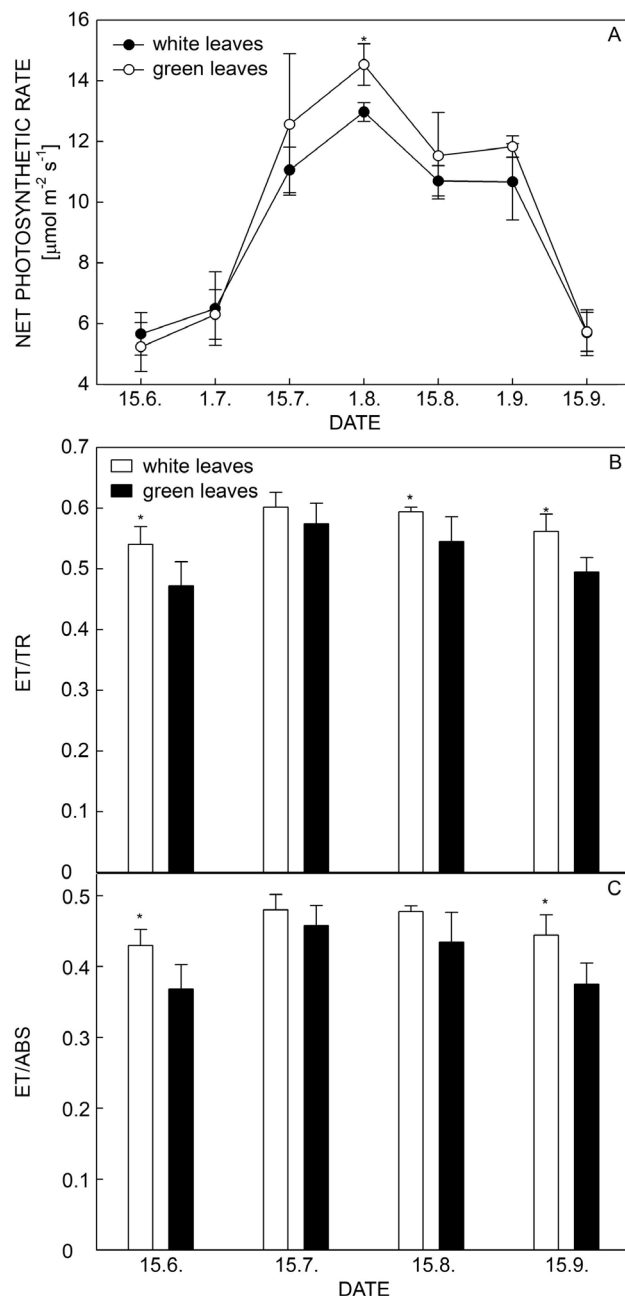 16
A
white leaves
green leaves
*
14
12
10
8
6
4
NET PHOTOSYNTHETIC RATE
[μmol m⁻² s⁻¹]
15.6. 1.7. 15.7. 1.8. 15.8. 1.9. 15.9.
DATE
0.7
B
white leaves
green leaves
* * *
0.6
0.5
0.4
0.3
0.2
0.1
0
ET/TR
C
0.5
* *
0.4
0.3
0.2
0.1
0
ET/ABS
15.6. 15.7. 15.8. 15.9.
DATE